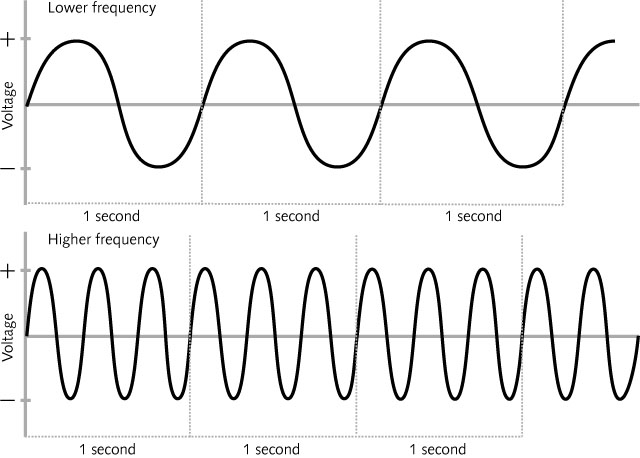 Lower frequency
+
Voltage
–
1 second 1 second 1 second
Higher frequency
+
Voltage
–
1 second 1 second 1 second